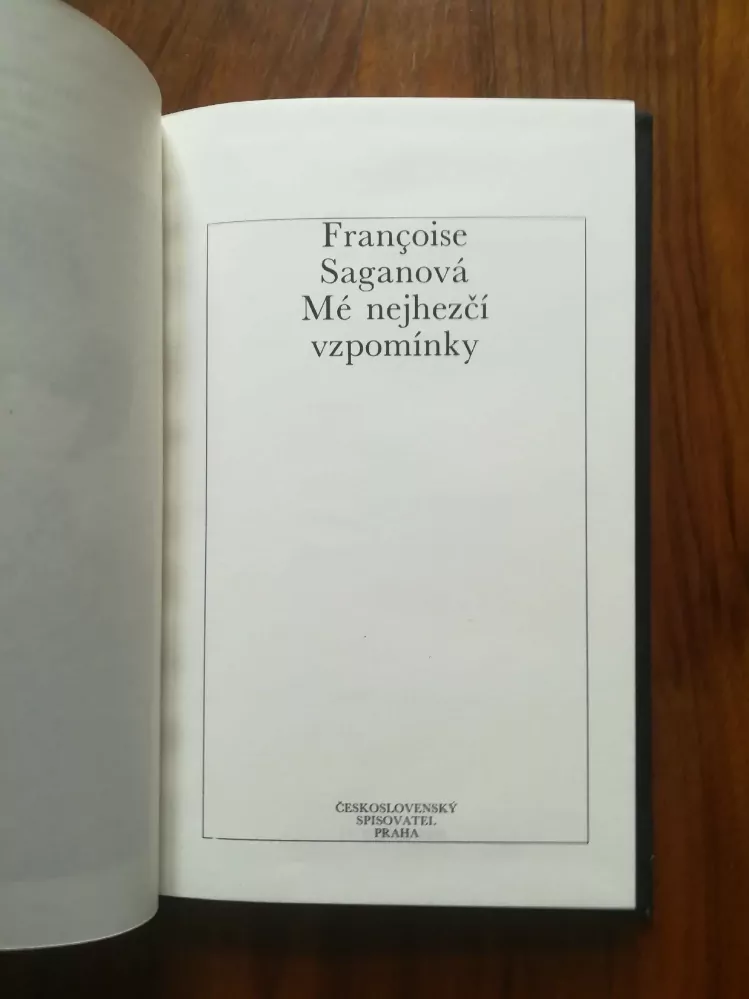 Françoise
Saganová
Mé nejhezčí
vzpomínky
ČESKOSLOVENSKÝ
SPISOVATEL
PRAHA